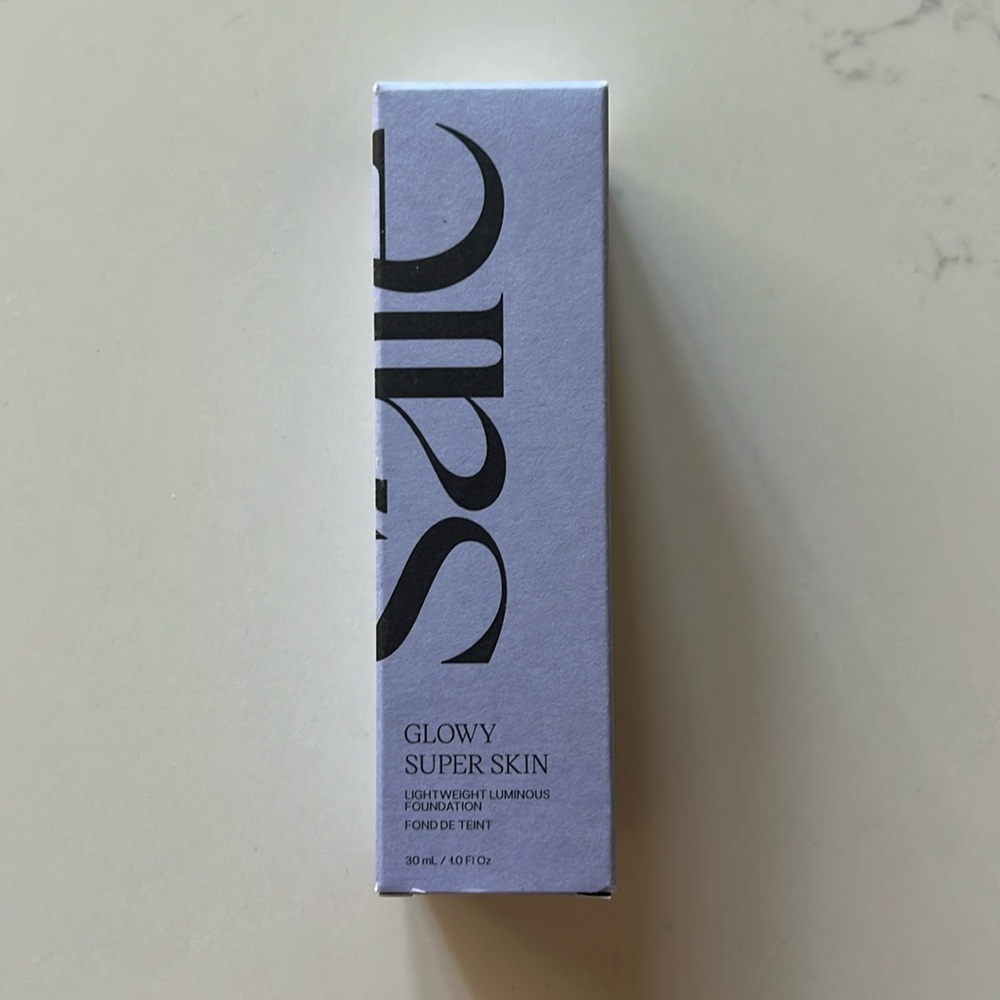 saie
GLOWY
SUPER SKIN
LIGHTWEIGHT LUMINOUS
FOUNDATION
FOND DE TEINT
30 mL / 1.0 Fl Oz